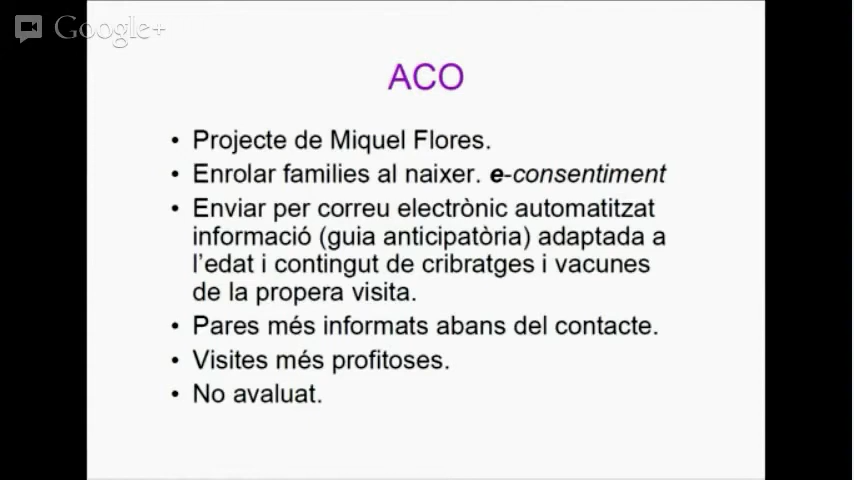 Google+
ACO
• Projecte de Miquel Flores.
• Enrolar families al naixer. e-consentiment
• Enviar per correu electrònic automatitzat
informació (guia anticipatòria) adaptada a
l'edat i contingut de cribratges i vacunes
de la propera visita.
• Pares més informats abans del contacte.
• Visites més profitoses.
• No avaluat.